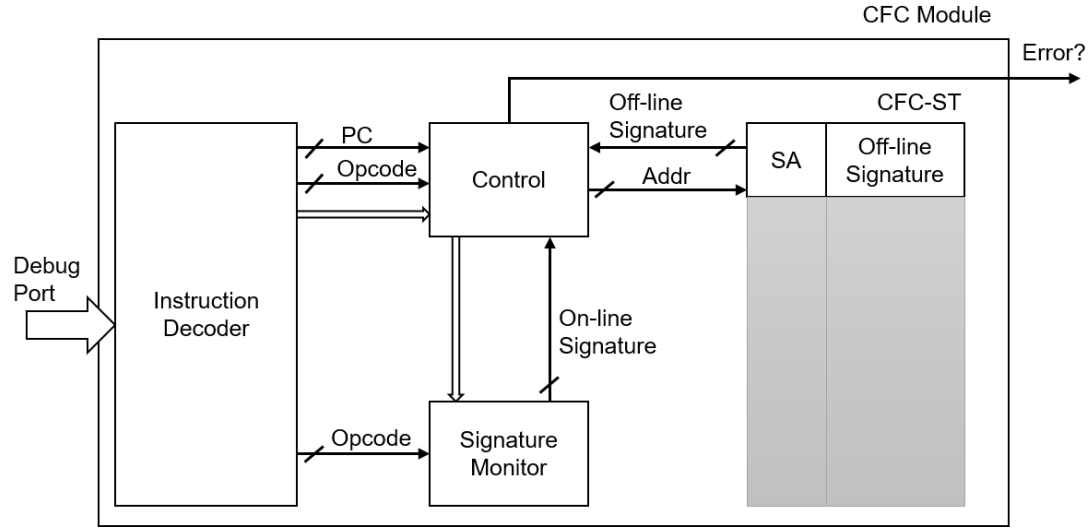 CFC Module
Error?
CFC-ST
Off-line
Signature
PC
Opcode
Control
Addr
SA
Off-line
Signature
Debug
Port
Instruction
Decoder
On-line
Signature
Opcode
Signature
Monitor